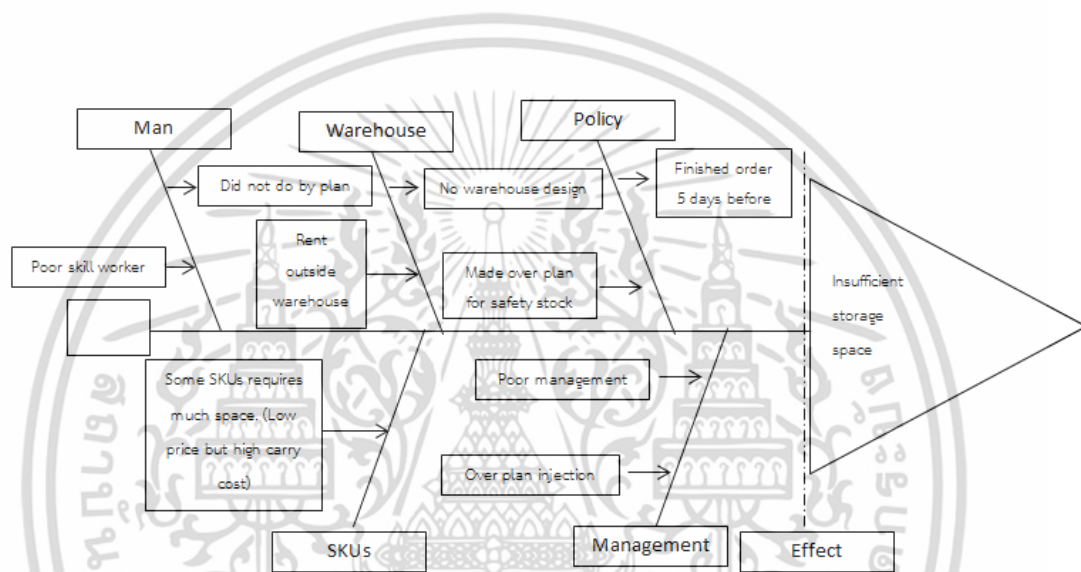 Man
Warehouse
Policy
Did not do by plan
No warehouse design
Finished order
5 days before
Poor skill worker
Rent
outside
warehouse
Made over plan
for safety stock
Insufficient
storage
space
Some SKUs requires
much space. (Low
price but high carry
cost)
Poor management
Over plan injection
SKUs
Management
Effect